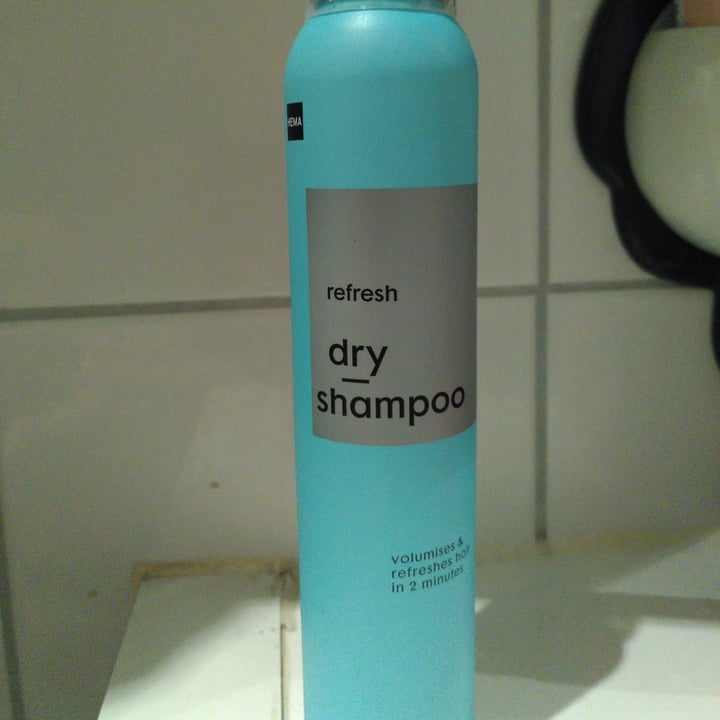 HEMA
refresh
dry
shampoo
volumises &
refreshes hair
in 2 minutes